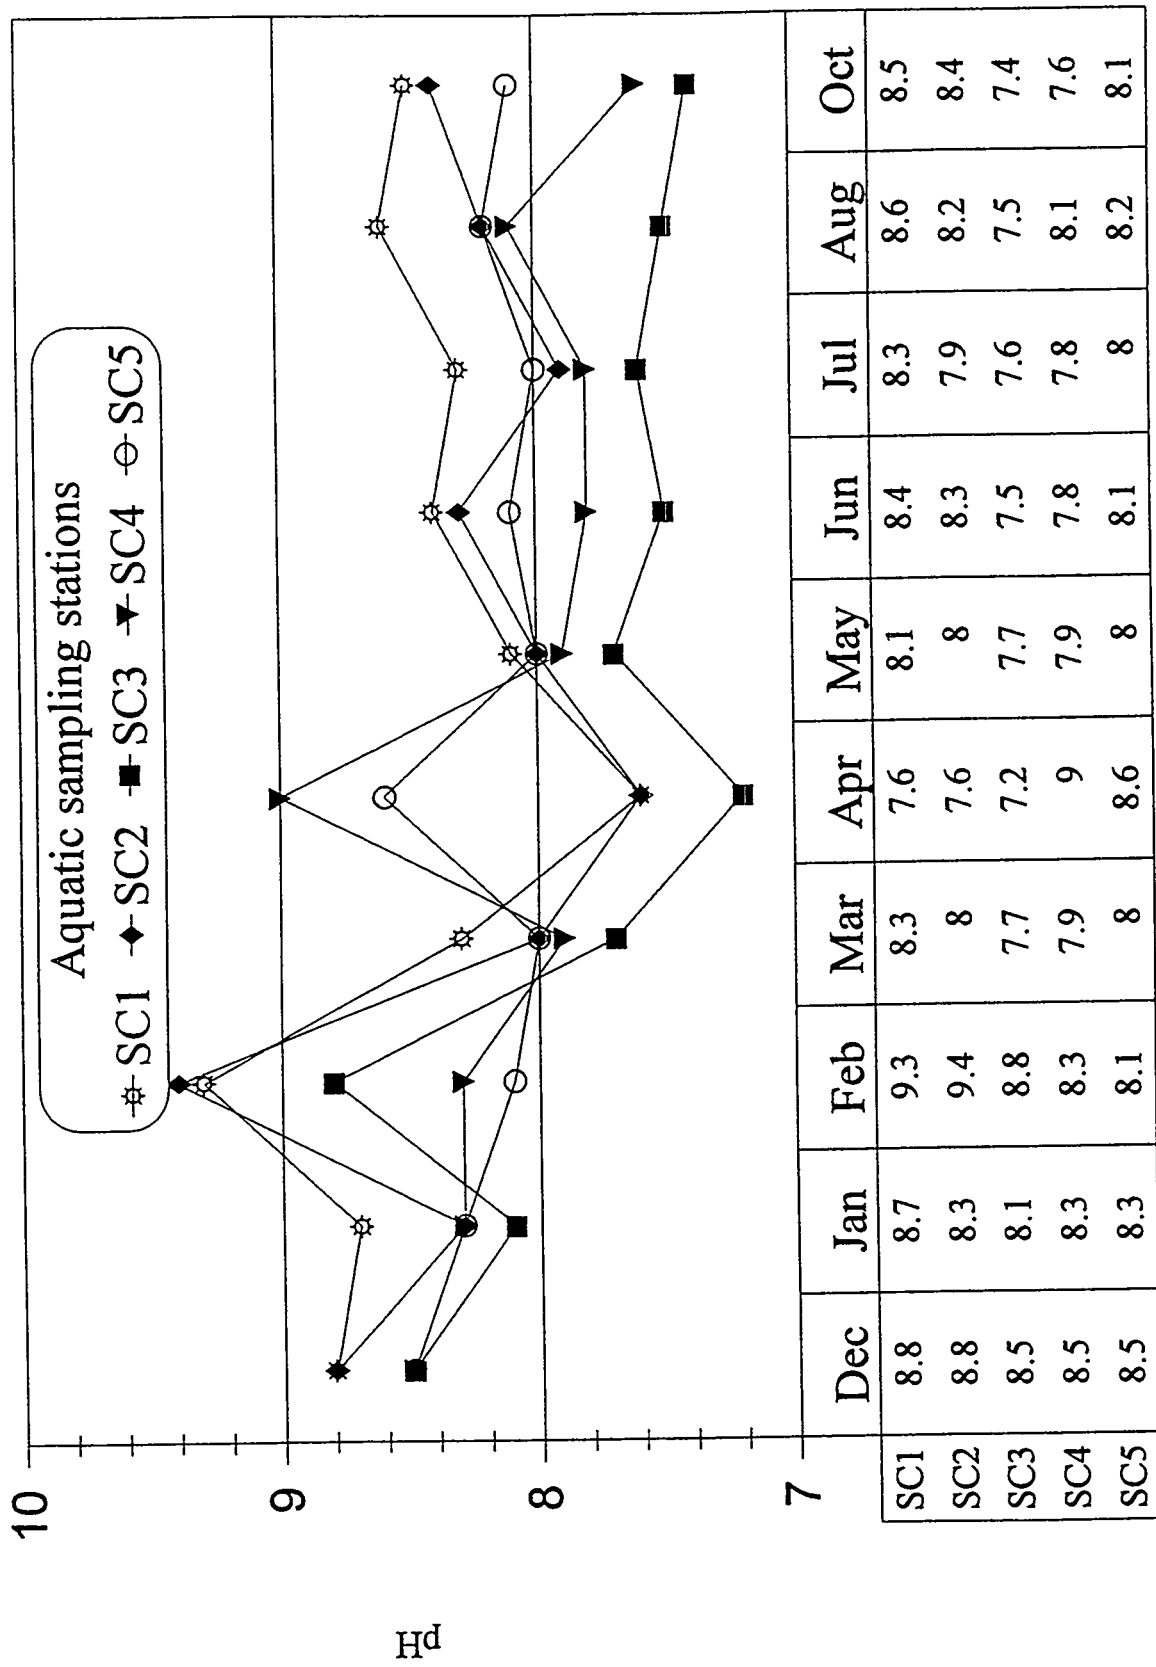 Aquatic sampling stations
SC1 SC2 SC3 SC4 SC5
10
9
8
7
pH
Dec Jan Feb Mar Apr May Jun Jul Aug Oct
SC1 8.8 8.7 9.3 8.3 7.6 8.1 8.4 8.3 8.6 8.5
SC2 8.8 8.3 9.4 8 7.6 8 8.3 7.9 8.2 8.4
SC3 8.5 8.1 8.8 7.7 7.2 7.7 7.5 7.6 7.5 7.4
SC4 8.5 8.3 8.3 7.9 9 7.9 7.8 7.8 8.1 7.6
SC5 8.5 8.3 8.1 8 8.6 8 8.1 8 8.2 8.1